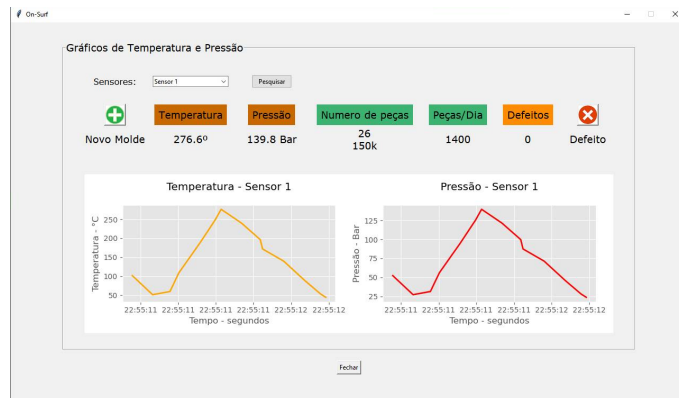 On-Surf
Gráficos de Temperatura e Pressão
Sensores: Sensor 1 Pesquisar
Temperatura Pressão Numero de peças Peças/Dia Defeitos
Novo Molde 276.6º 139.8 Bar 26 1400 0 Defeito
150k
Temperatura - Sensor 1 Pressão - Sensor 1
Temperatura - °C
250
200
150
100
50
22:55:11 22:55:11 22:55:11 22:55:11 22:55:12 22:55:12
Tempo - segundos
Pressão - Bar
125
100
75
50
25
22:55:11 22:55:11 22:55:11 22:55:11 22:55:12 22:55:12
Tempo - segundos
Fechar